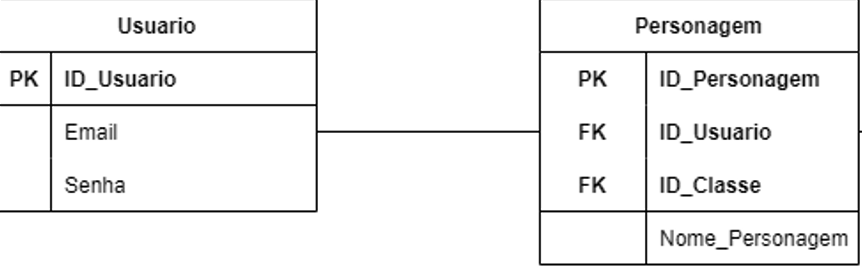 Usuario
PK ID_Usuario
Email
Senha
Personagem
PK ID_Personagem
FK ID_Usuario
FK ID_Classe
Nome_Personagem